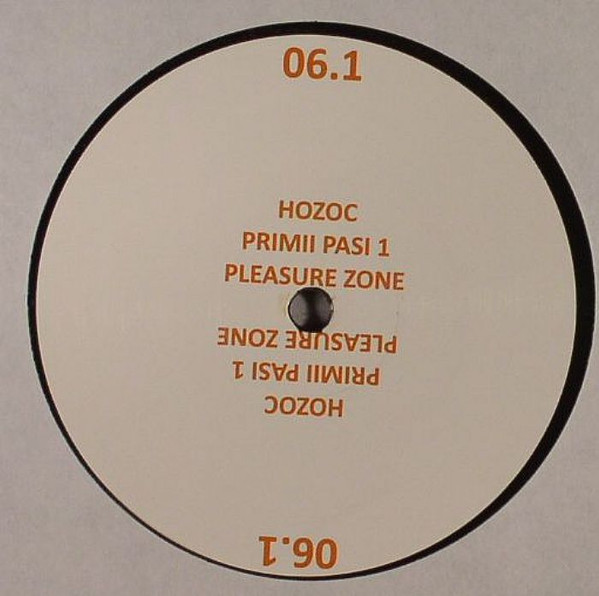 06.1
HOZOC
PRIMII PASI 1
PLEASURE ZONE
PLEASURE ZONE
PRIMII PASI 1
HOZOC
06.1